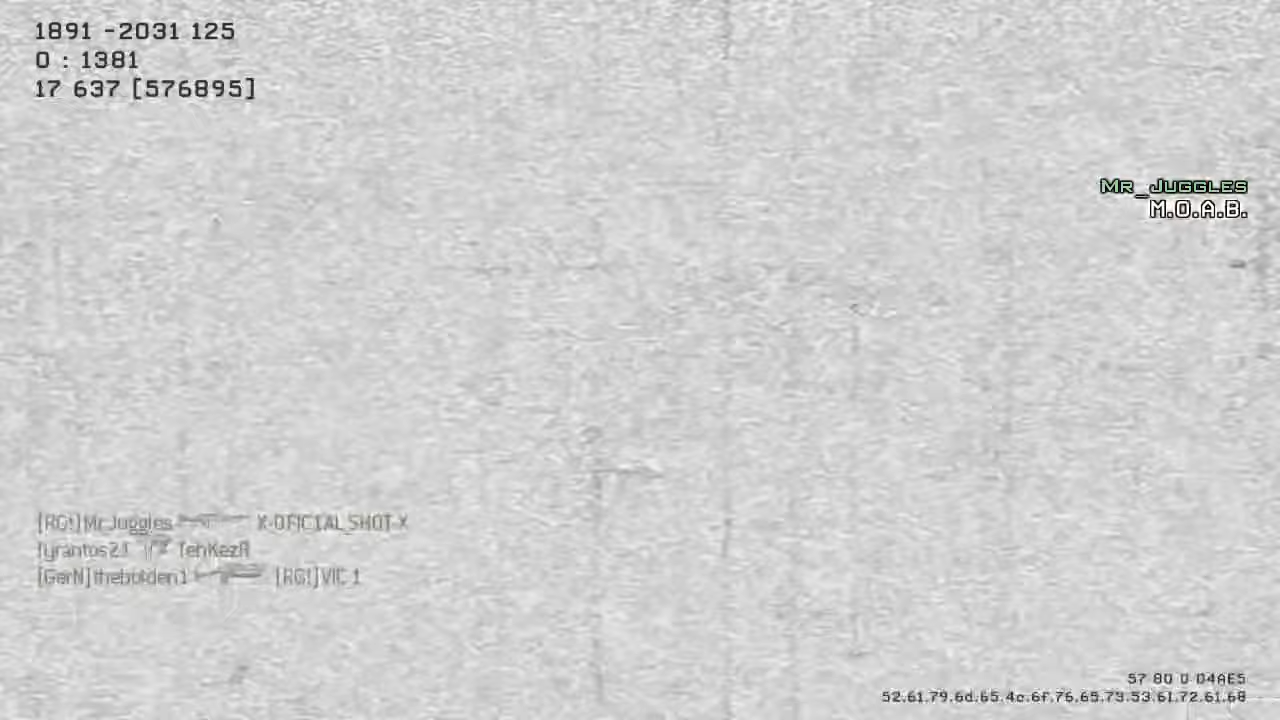 1891 -2031 125
0 : 1381
17 637 [576895]
Mr_Juggles
M.O.A.B.
[RG!]MrJuggles X-OFICIAL_SHOT-X
TehKezR
[GerN]thebolden1 [RG!]VIC 1
57 80 0 04AE5
52.61.79.6d.65.4c.6f.76.65.73.53.61.72.61.68